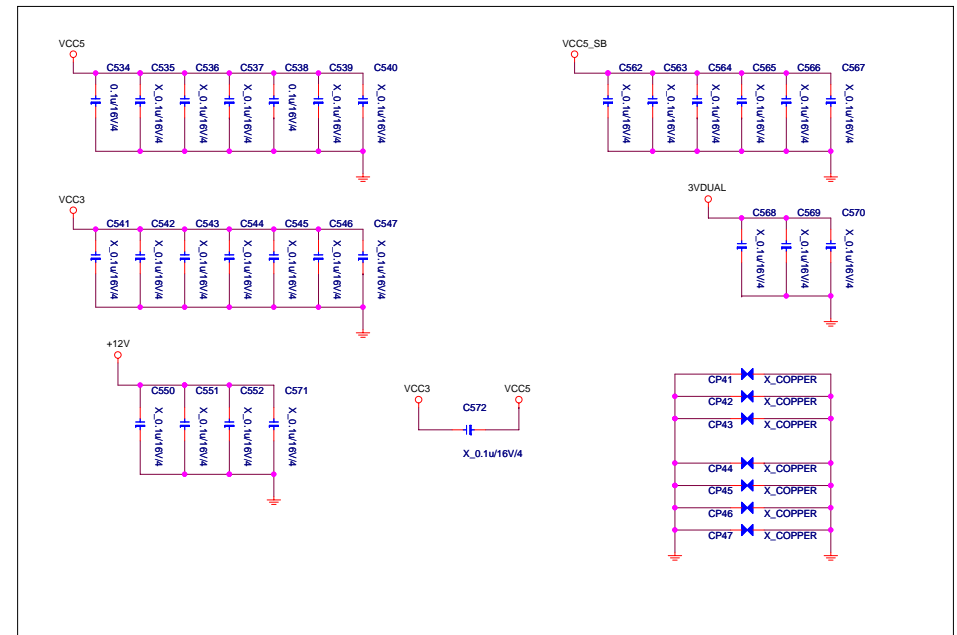 VCC5
C534 C535 C536 C537 C538 C539 C540
0.1u/16V/4 X_0.1u/16V/4 X_0.1u/16V/4 X_0.1u/16V/4 0.1u/16V/4 X_0.1u/16V/4 X_0.1u/16V/4
VCC5_SB
C562 C563 C564 C565 C566 C567
X_0.1u/16V/4 X_0.1u/16V/4 X_0.1u/16V/4 X_0.1u/16V/4 X_0.1u/16V/4 X_0.1u/16V/4
VCC3
C541 C542 C543 C544 C545 C546 C547
X_0.1u/16V/4 X_0.1u/16V/4 X_0.1u/16V/4 X_0.1u/16V/4 X_0.1u/16V/4 X_0.1u/16V/4 X_0.1u/16V/4
3VDUAL
C568 C569 C570
X_0.1u/16V/4 X_0.1u/16V/4 X_0.1u/16V/4
+12V
C550 C551 C552 C571
X_0.1u/16V/4 X_0.1u/16V/4 X_0.1u/16V/4 X_0.1u/16V/4
VCC3 VCC5
C572
X_0.1u/16V/4
CP41 X_COPPER
CP42 X_COPPER
CP43 X_COPPER
CP44 X_COPPER
CP45 X_COPPER
CP46 X_COPPER
CP47 X_COPPER